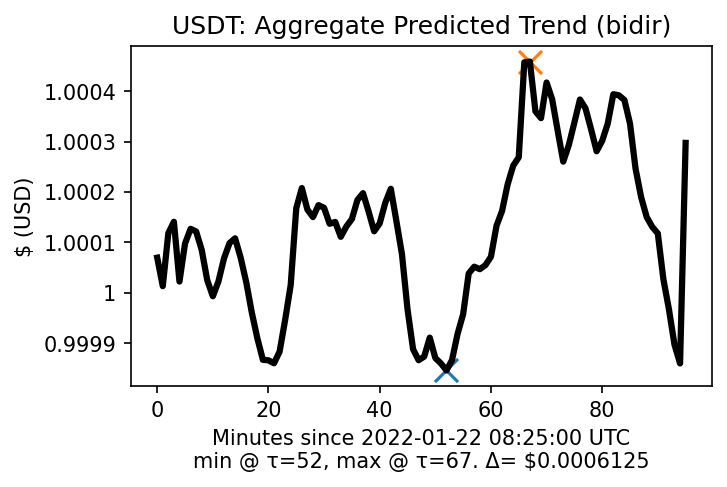 USDT: Aggregate Predicted Trend (bidir)
$ (USD)
1.0004
1.0003
1.0002
1.0001
1
0.9999
0 20 40 60 80
Minutes since 2022-01-22 08:25:00 UTC
min @ τ=52, max @ τ=67. Δ= $0.0006125